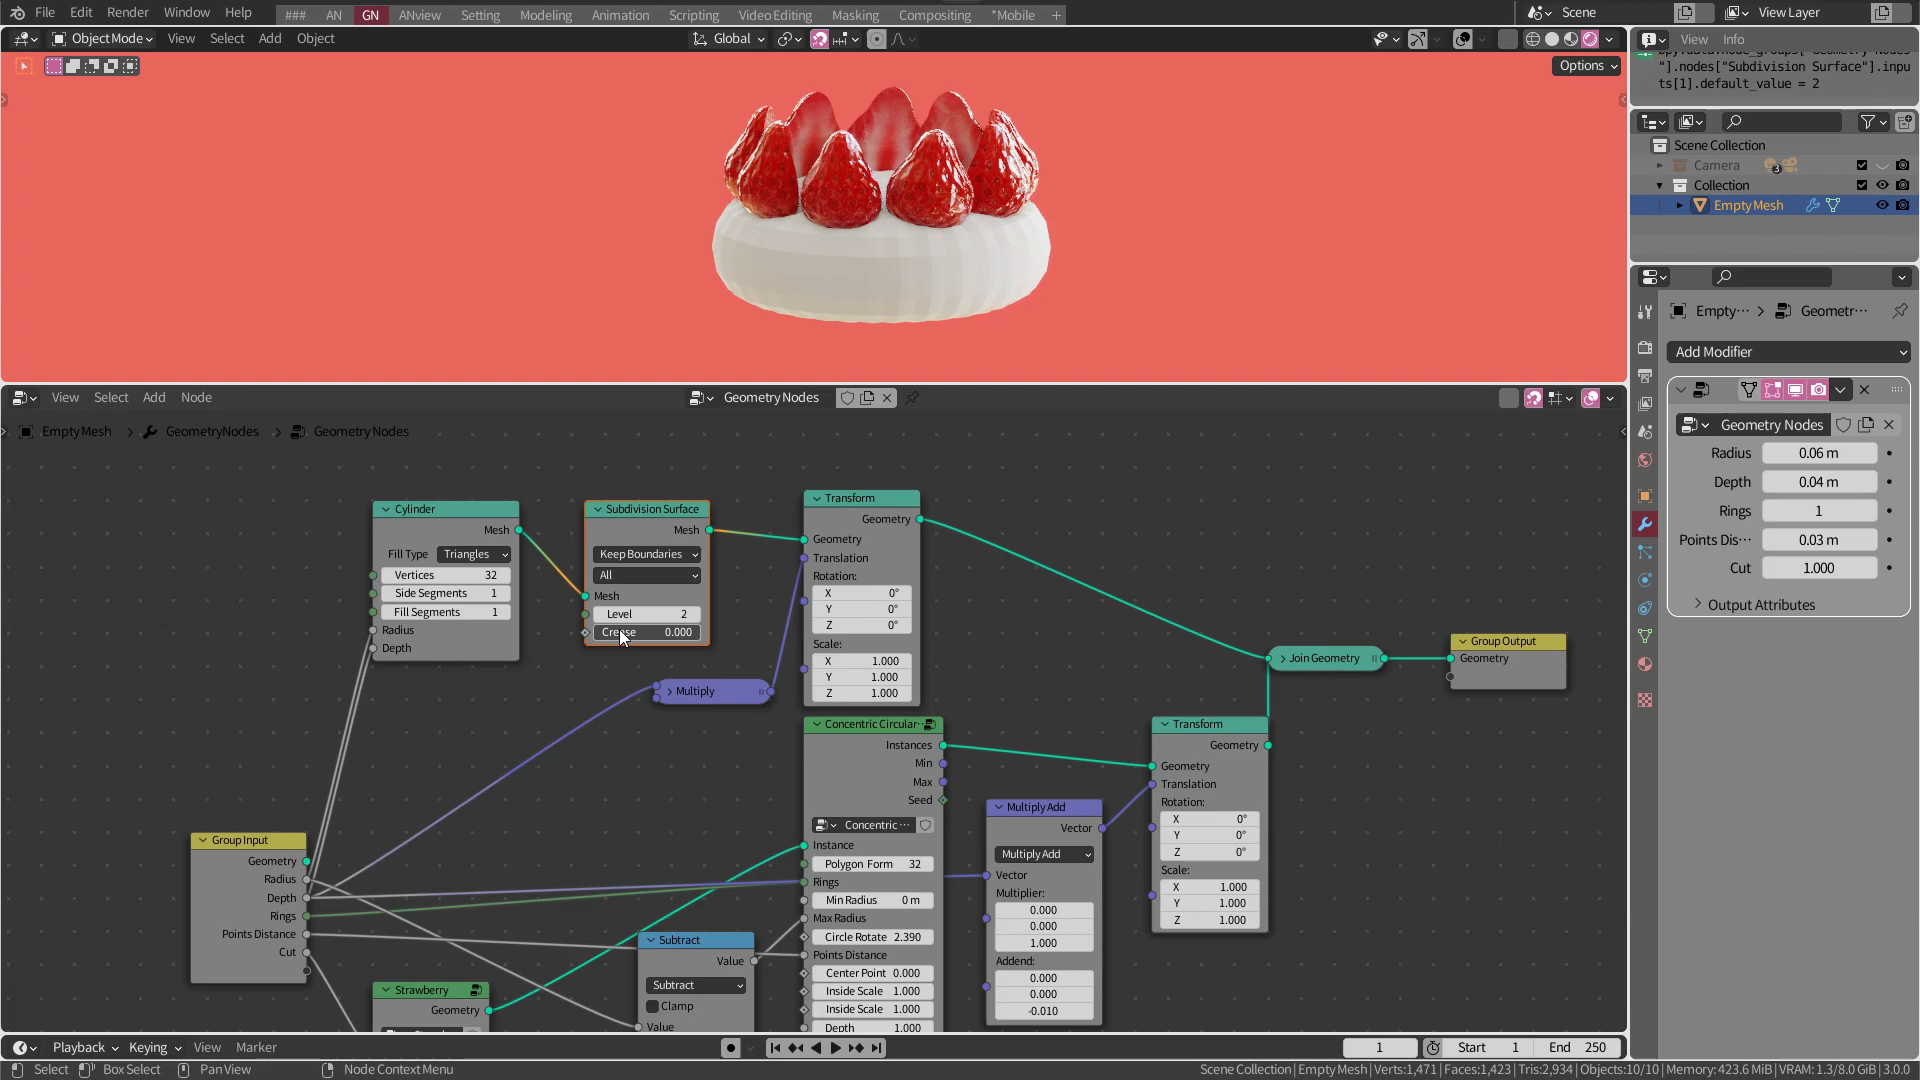 File Edit Render Window Help ### AN GN ANview Setting Modeling Animation Scripting Video Editing Masking Compositing *Mobile + Scene View Layer
Object Mode View Select Add Object Global
Options
View Info
"].nodes["Subdivision Surface"].inpu
ts[1].default_value = 2
Scene Collection
Camera 3
Collection
Empty Mesh
Empty··· > Geometr···
Add Modifier
Geometry Nodes
Radius 0.06 m
Depth 0.04 m
Rings 1
Points Dis··· 0.03 m
Cut 1.000
Output Attributes
View Select Add Node Geometry Nodes
Empty Mesh > GeometryNodes > Geometry Nodes
Cylinder
Mesh
Fill Type Triangles
Vertices 32
Side Segments 1
Fill Segments 1
Radius
Depth
Subdivision Surface
Mesh
Keep Boundaries
All
Mesh
Level 2
Crease 0.000
Transform
Geometry
Geometry
Translation
Rotation:
X 0°
Y 0°
Z 0°
Scale:
X 1.000
Y 1.000
Z 1.000
Multiply
Join Geometry
Group Output
Geometry
Concentric Circular··
Instances
Min
Max
Seed
Concentric ···
Instance
Polygon Form 32
Rings
Min Radius 0 m
Max Radius
Circle Rotate 2.390
Points Distance
Center Point 0.000
Inside Scale 1.000
Inside Scale 1.000
Depth 1.000
Multiply Add
Vector
Multiply Add
Vector
Multiplier:
0.000
0.000
1.000
Addend:
0.000
0.000
-0.010
Transform
Geometry
Geometry
Translation
Rotation:
X 0°
Y 0°
Z 0°
Scale:
X 1.000
Y 1.000
Z 1.000
Group Input
Geometry
Radius
Depth
Rings
Points Distance
Cut
Strawberry
Geometry
Subtract
Value
Subtract
Clamp
Value
Playback Keying View Marker 1 Start 1 End 250
Select Box Select Pan View Node Context Menu Scene Collection | Empty Mesh | Verts:1,471 | Faces:1,423 | Tris:2,934 | Objects:10/10 | Memory: 423.6 MiB | VRAM: 1.3/8.0 GiB | 3.0.0